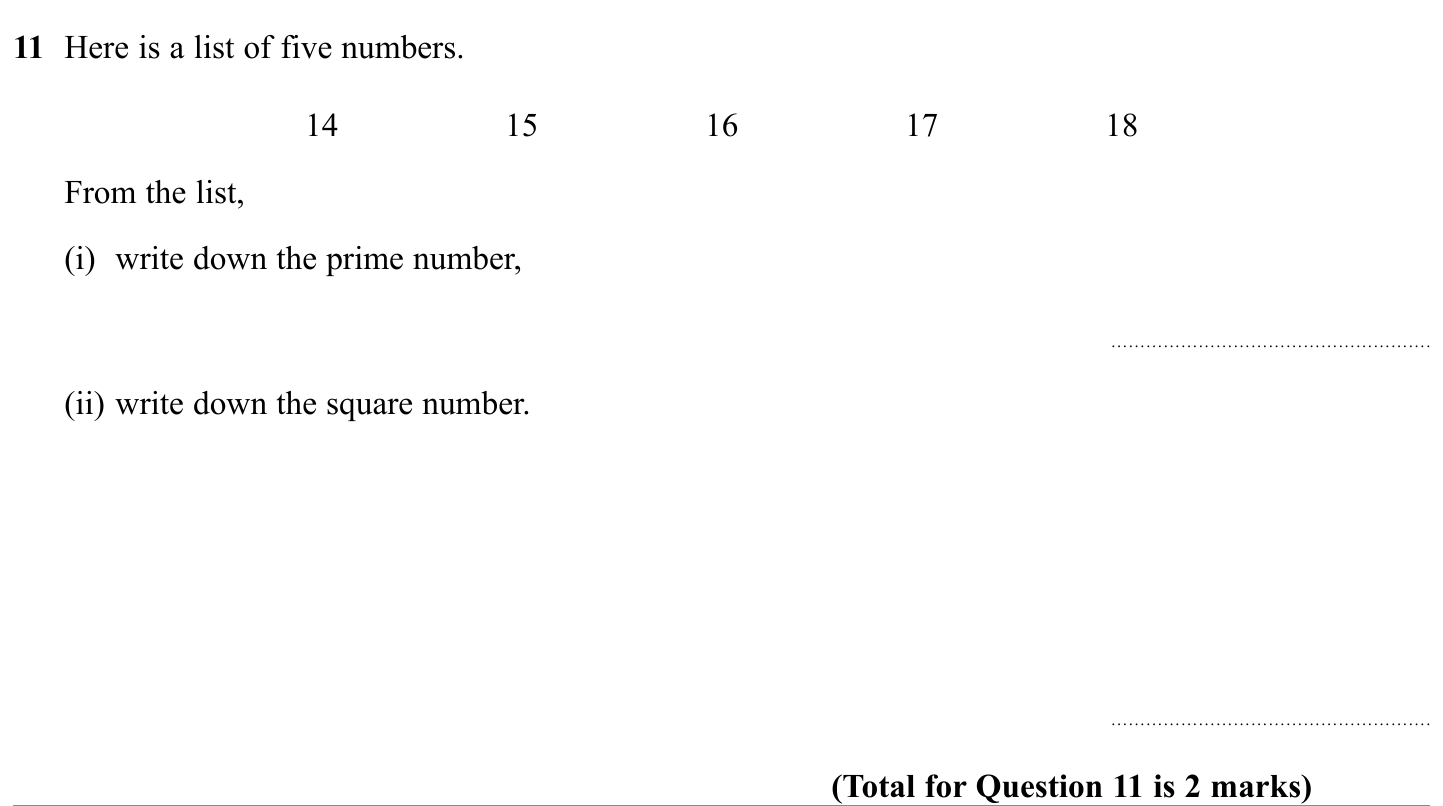 11 Here is a list of five numbers.
14 15 16 17 18
From the list,
(i) write down the prime number,
(ii) write down the square number.
(Total for Question 11 is 2 marks)